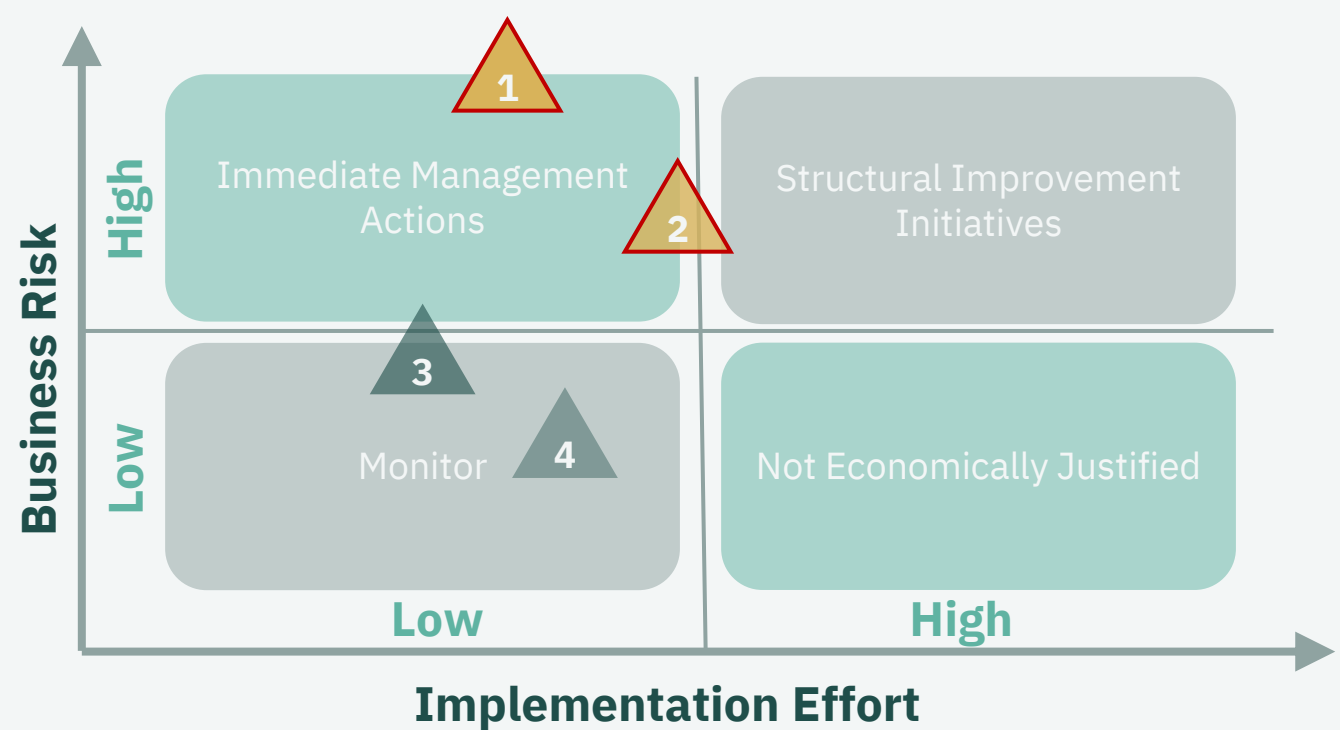 1
Immediate Management
Actions
Structural Improvement
Initiatives
2
High
Business Risk
3
4
Monitor
Not Economically Justified
Low
Low
High
Implementation Effort